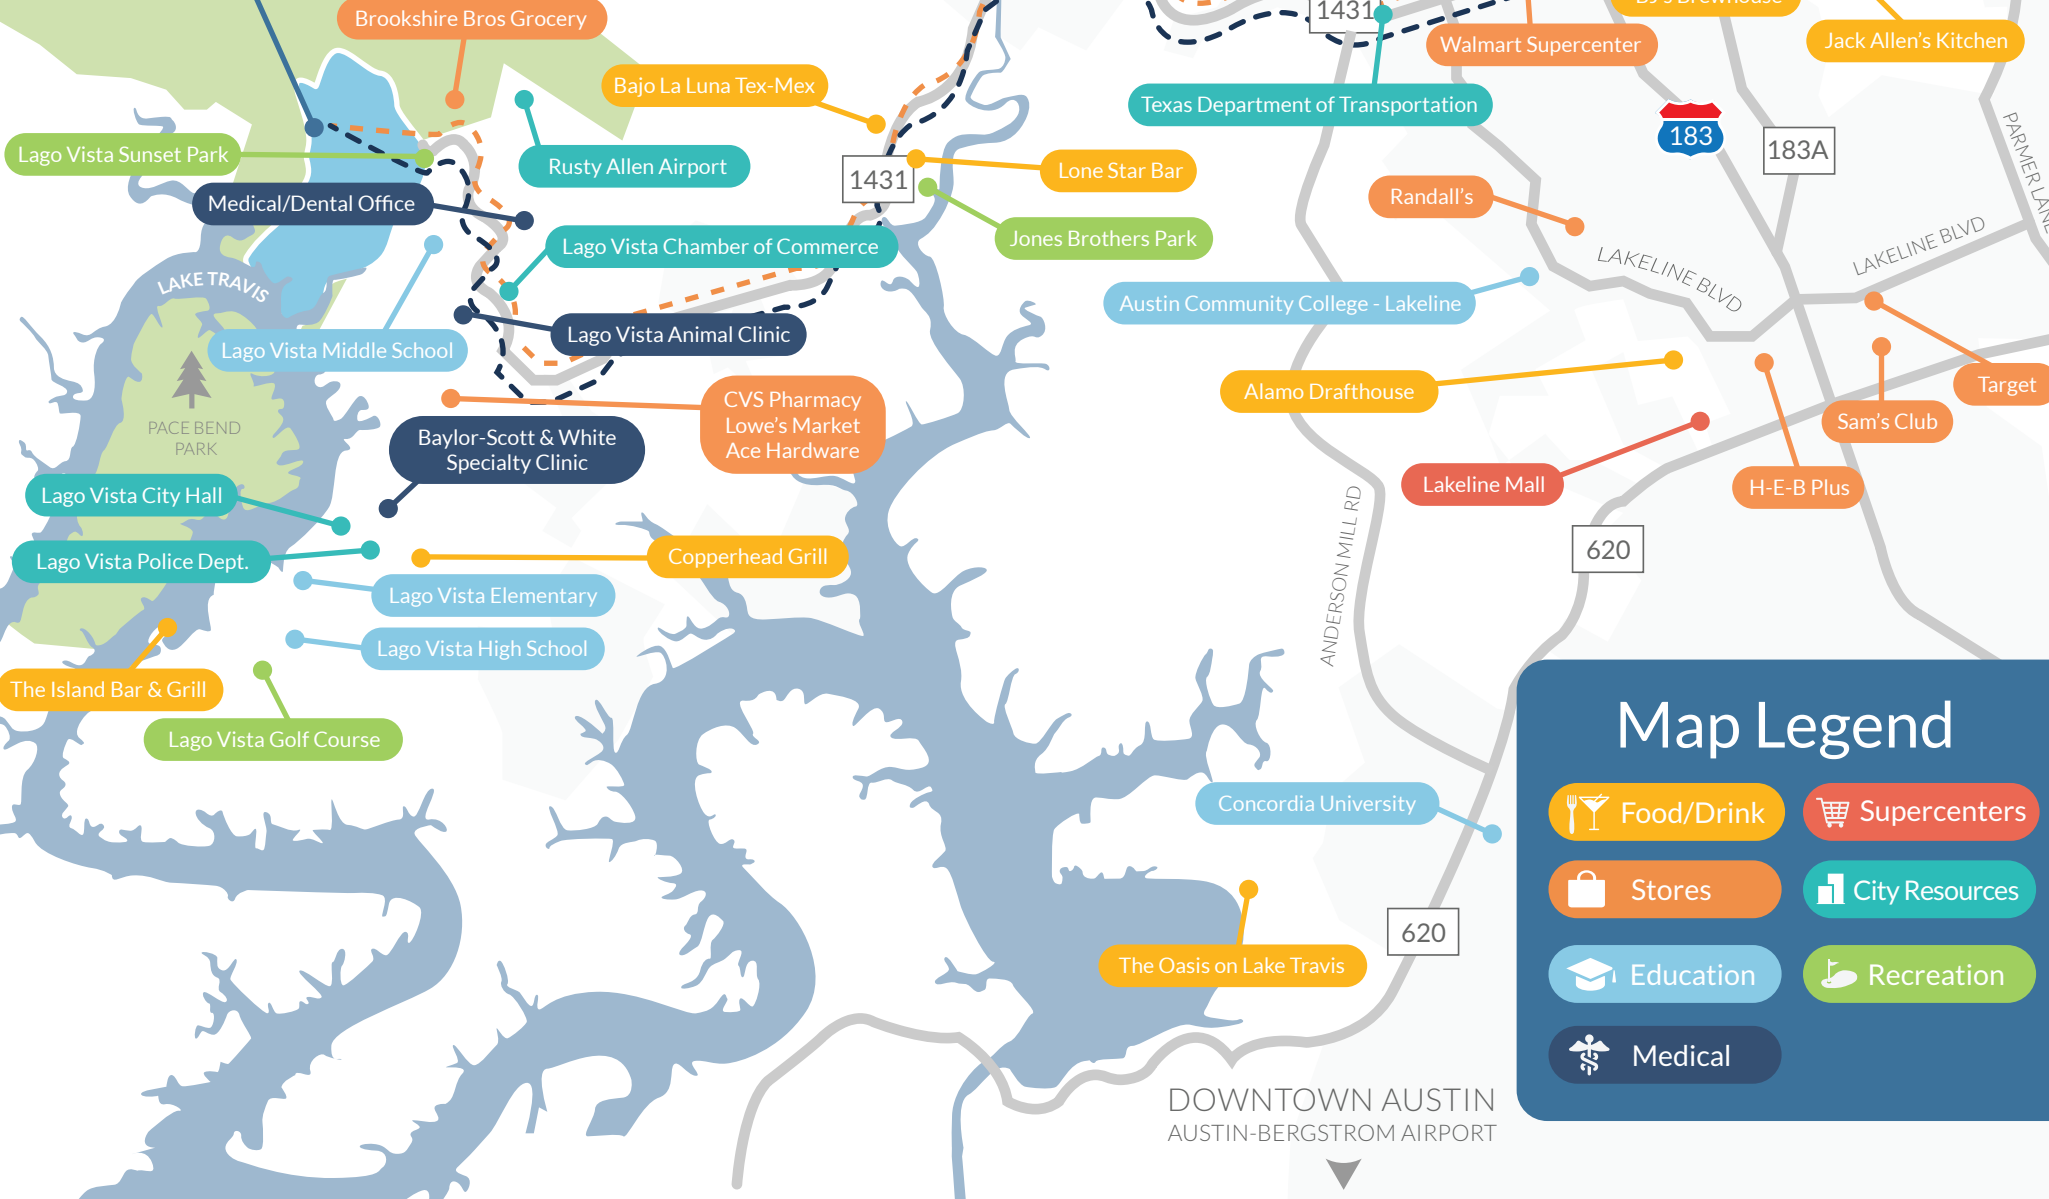 Brookshire Bros Grocery
1431
Walmart Supercenter
Jack Allen's Kitchen
Bajo La Luna Tex-Mex
Texas Department of Transportation
183
183A
PARMER LANE
Lago Vista Sunset Park
Rusty Allen Airport
1431
Lone Star Bar
Medical/Dental Office
Randall's
Lago Vista Chamber of Commerce
Jones Brothers Park
LAKELINE BLVD
LAKELINE BLVD
LAKE TRAVIS
Austin Community College - Lakeline
Lago Vista Animal Clinic
Lago Vista Middle School
Alamo Drafthouse
Target
CVS Pharmacy
Lowe's Market
Ace Hardware
Sam's Club
PACE BEND
PARK
Baylor-Scott & White
Specialty Clinic
Lakeline Mall
H-E-B Plus
Lago Vista City Hall
ANDERSON MILL RD
620
Lago Vista Police Dept.
Copperhead Grill
Lago Vista Elementary
Lago Vista High School
The Island Bar & Grill
Lago Vista Golf Course
Concordia University
620
The Oasis on Lake Travis
DOWNTOWN AUSTIN
AUSTIN-BERGSTROM AIRPORT
Map Legend
Food/Drink
Supercenters
Stores
City Resources
Education
Recreation
Medical